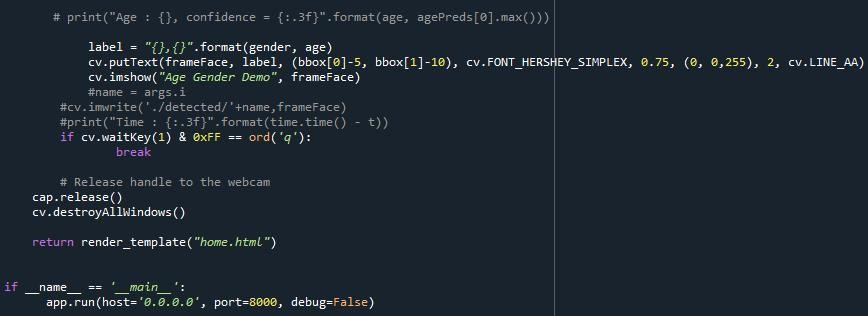 # print("Age : {}, confidence = {:.3f}".format(age, agePreds[0].max()))
label = "{},{}".format(gender, age)
cv.putText(frameFace, label, (bbox[0]-5, bbox[1]-10), cv.FONT_HERSHEY_SIMPLEX, 0.75, (0, 0,255), 2, cv.LINE_AA)
cv.imshow("Age Gender Demo", frameFace)
#name = args.i
#cv.imwrite('./detected/'+name,frameFace)
#print("Time : {:.3f}".format(time.time() - t))
if cv.waitKey(1) & 0xFF == ord('q'):
break
# Release handle to the webcam
cap.release()
cv.destroyAllWindows()
return render_template("home.html")
if __name__ == '__main__':
app.run(host='0.0.0.0', port=8000, debug=False)